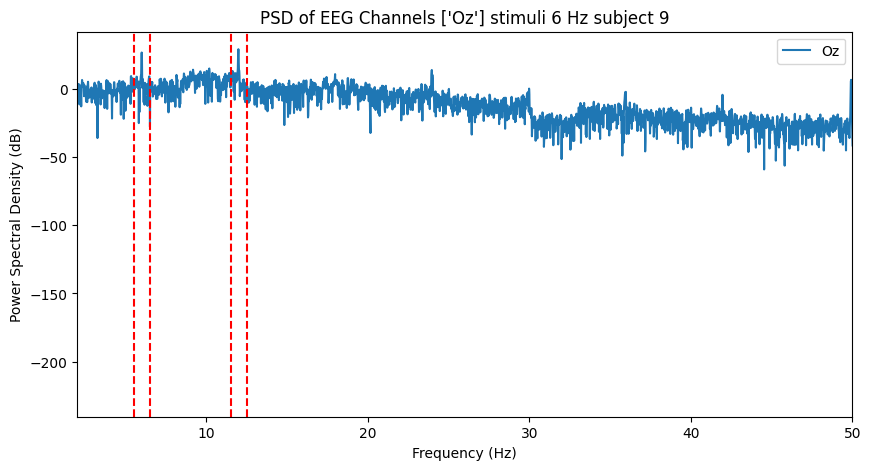 PSD of EEG Channels ['Oz'] stimuli 6 Hz subject 9
Oz
Power Spectral Density (dB)
0
−50
−100
−150
−200
10
20
30
40
50
Frequency (Hz)